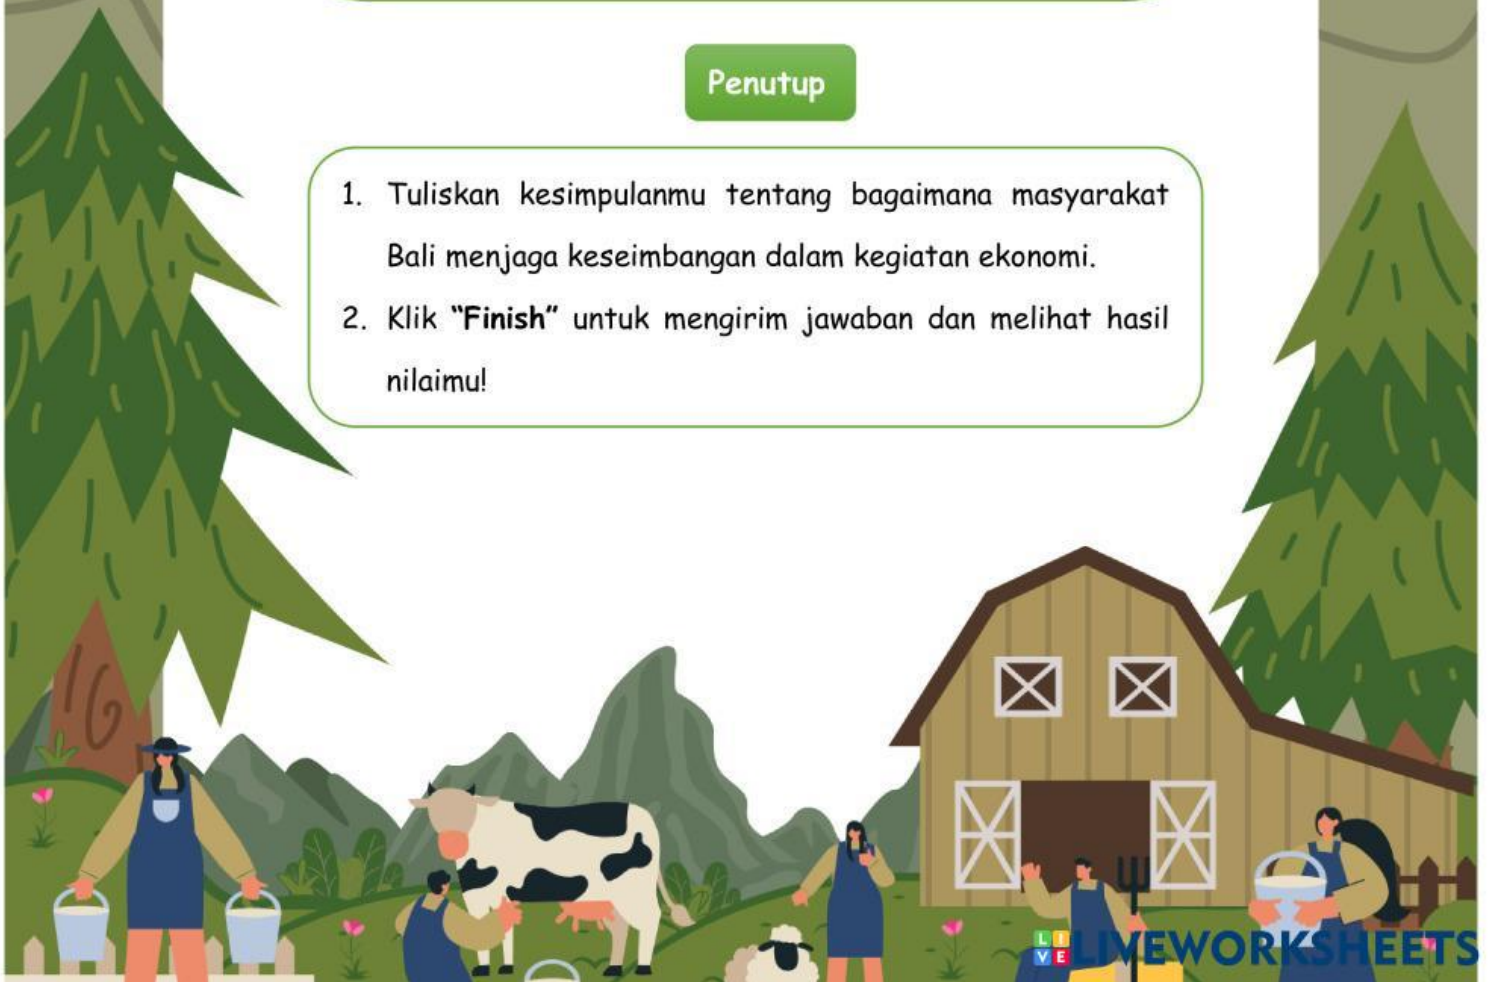 Penutup
1. Tuliskan kesimpulanmu tentang bagaimana masyarakat
Bali menjaga keseimbangan dalam kegiatan ekonomi.
2. Klik “Finish” untuk mengirim jawaban dan melihat hasil
nilaimu!
LIVE LIVEWORKSHEETS